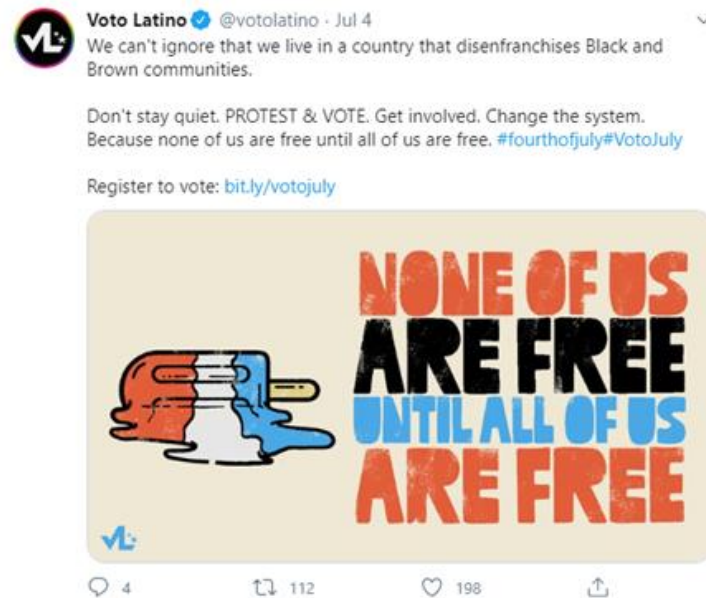 Voto Latino @votolatino · Jul 4
We can't ignore that we live in a country that disenfranchises Black and
Brown communities.
Don't stay quiet. PROTEST & VOTE. Get involved. Change the system.
Because none of us are free until all of us are free. #fourthofjuly#VotoJuly
Register to vote: bit.ly/votojuly
NONE OF US
ARE FREE
UNTIL ALL OF US
ARE FREE
VL
4 112 198